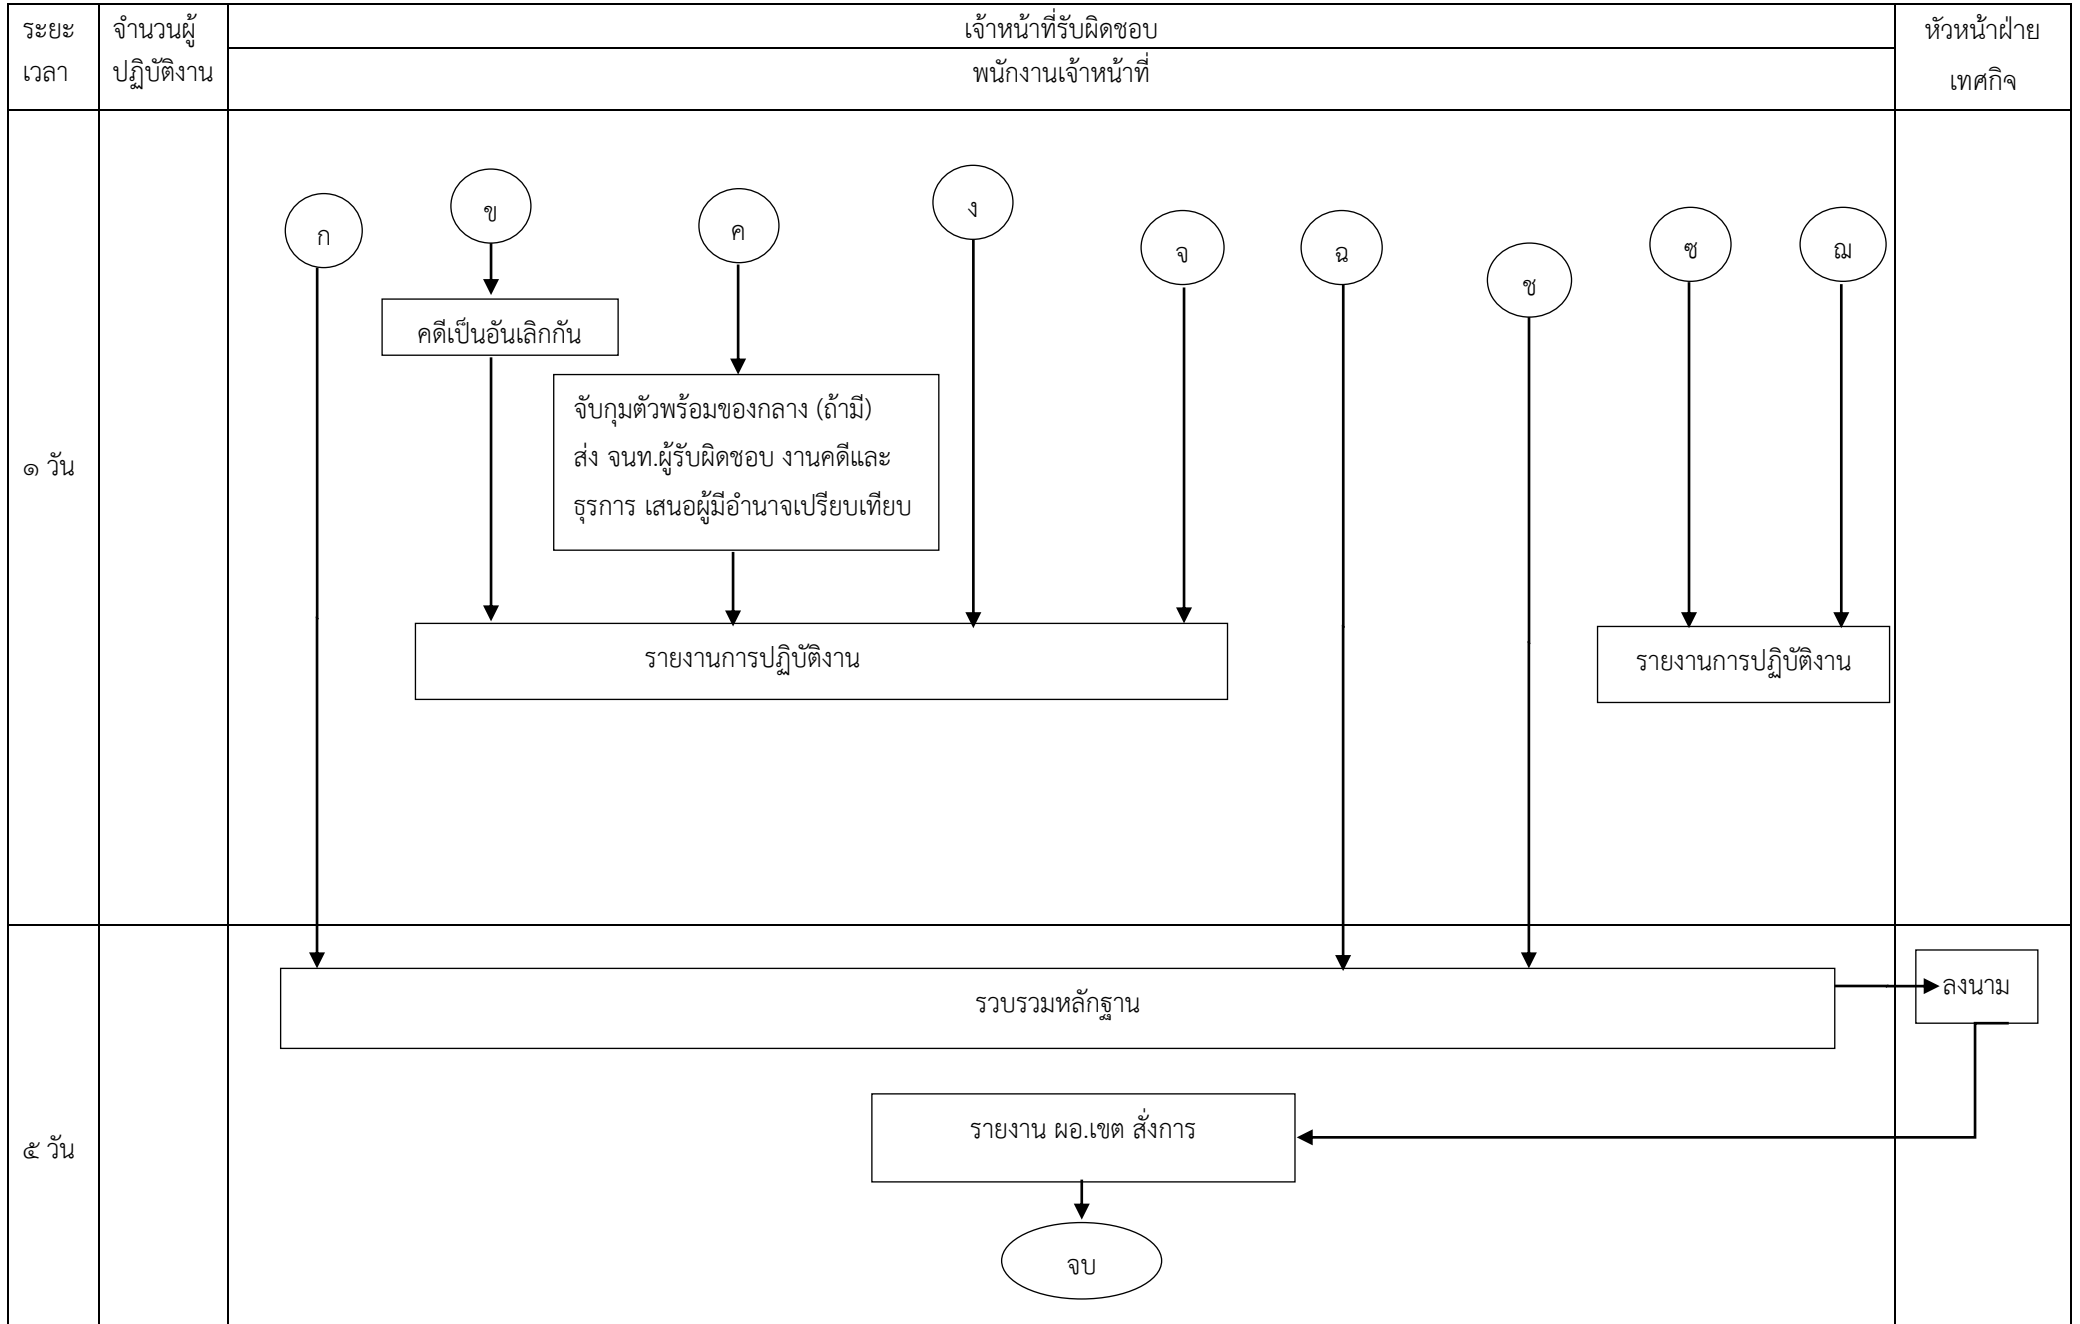 ระยะ
เวลา
จำนวนผู้
ปฏิบัติงาน
เจ้าหน้าที่รับผิดชอบ
พนักงานเจ้าหน้าที่
หัวหน้าฝ่าย
เทศกิจ
ก
ข
ค
ง
จ
ฉ
ช
ซ
ฌ
คดีเป็นอันเลิกกัน
จับกุมตัวพร้อมของกลาง (ถ้ามี)
ส่ง จนท.ผู้รับผิดชอบ งานคดีและ
ธุรการ เสนอผู้มีอำนาจเปรียบเทียบ
๑ วัน
รายงานการปฏิบัติงาน
รายงานการปฏิบัติงาน
รวบรวมหลักฐาน
ลงนาม
รายงาน ผอ.เขต สั่งการ
๕ วัน
จบ